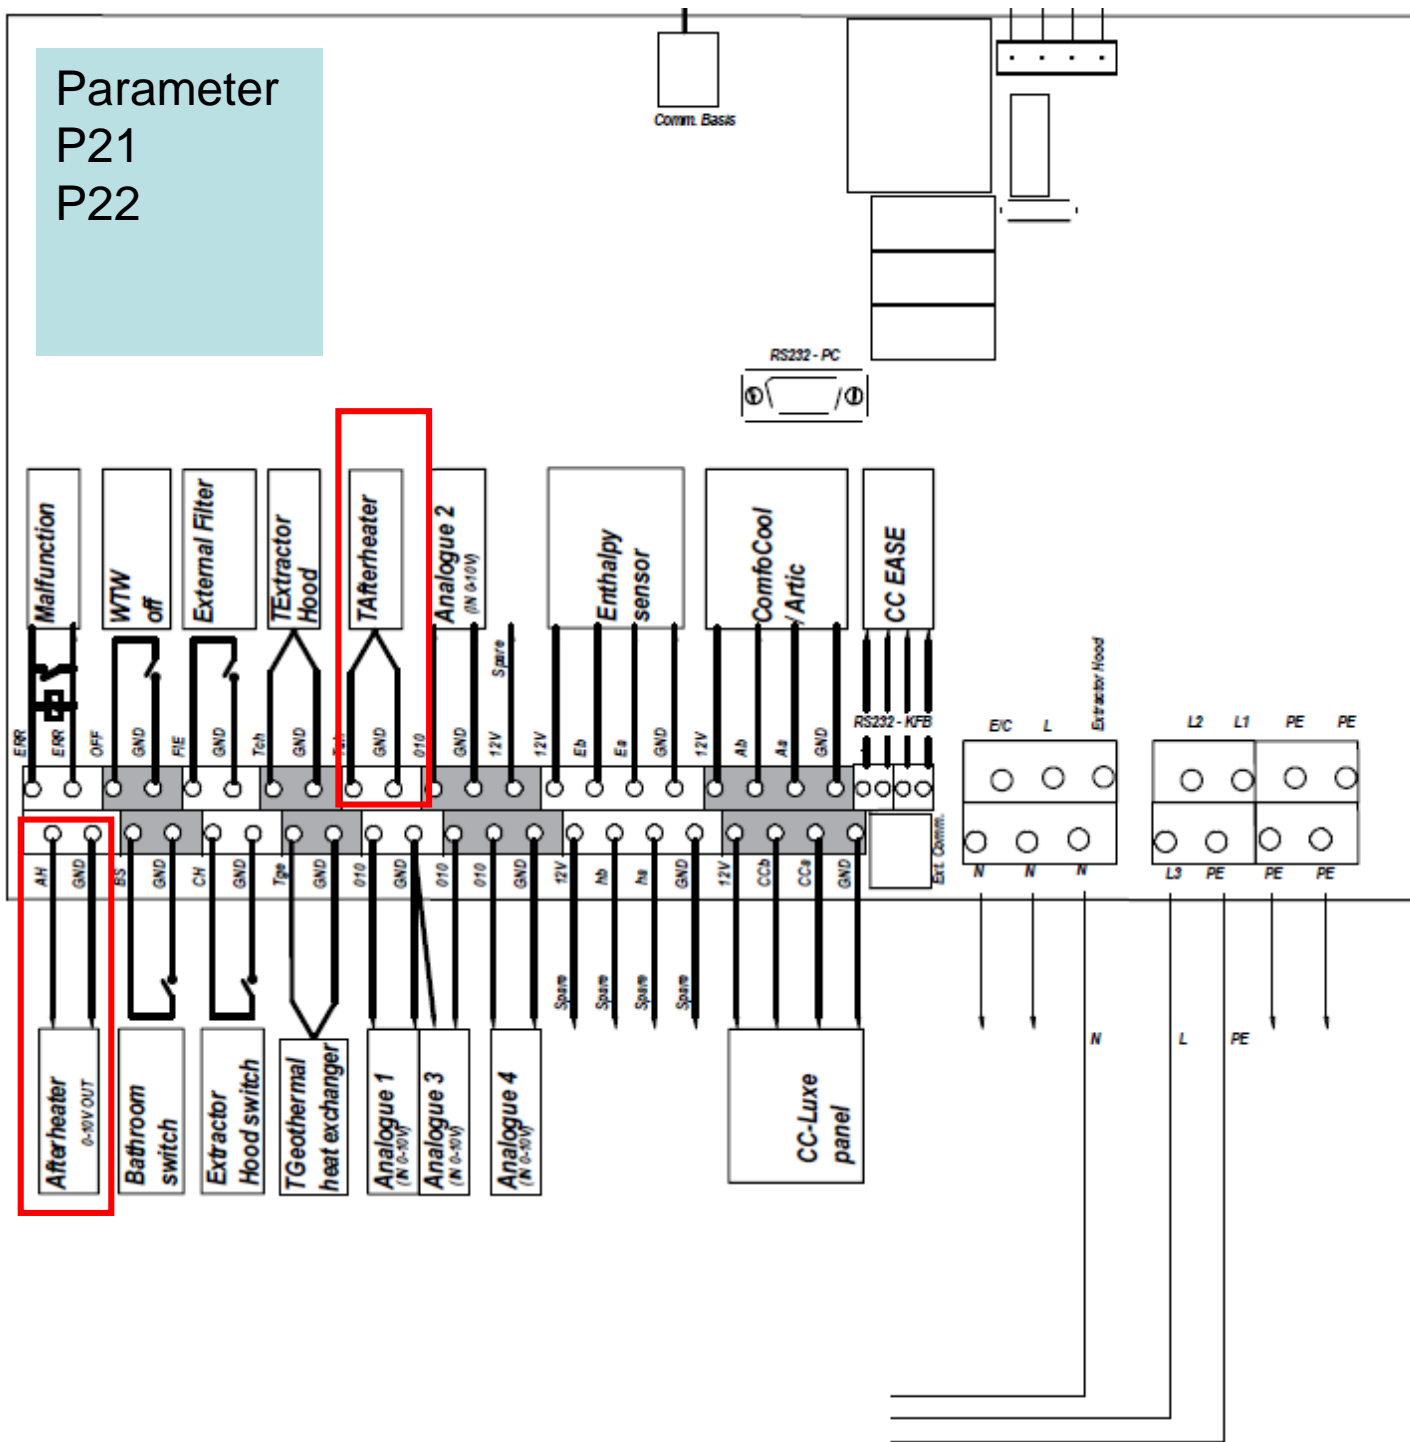 Parameter
P21
P22
Comm. Basis
RS232 - PC
Malfunction
WTW
off
External Filter
TExtractor
Hood
TAfterheater
Analogue 2
(IN 0-10V)
Spare
Enthalpy
sensor
ComfoCool
/ Artic
CC EASE
RS232 - KFB
ERR
ERR
OFF
GND
FIE
GND
Tch
GND
GND
010
GND
12V
12V
Eb
Ea
GND
12V
Ab
Aa
GND
E/C
L
Extractor Hood
L2
L1
PE
PE
AH
GND
BS
GND
CH
GND
Tge
GND
010
GND
010
010
GND
12V
hb
ha
GND
12V
CCb
CCa
GND
Ext. Comm.
N
N
N
L3
PE
PE
PE
Spare
Spare
Spare
Spare
Afterheater
0-10V OUT
Bathroom
switch
Extractor
Hood switch
TGeothermal
heat exchanger
Analogue 1
(IN 0-10V)
Analogue 3
(IN 0-10V)
Analogue 4
(IN 0-10V)
CC-Luxe
panel
N
L
PE